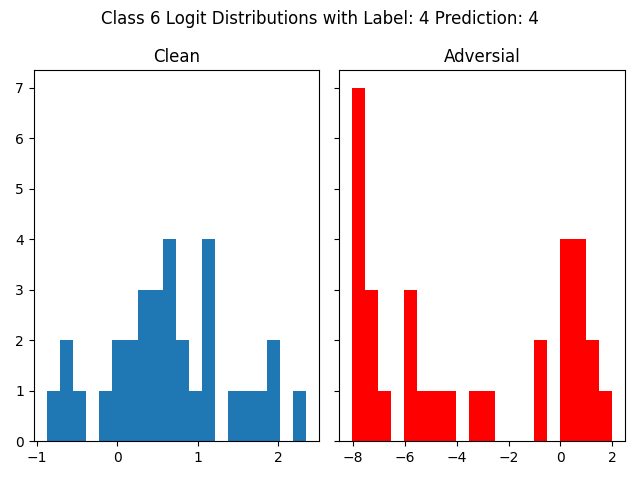 Class 6 Logit Distributions with Label: 4 Prediction: 4
Clean
Adversial
7
6
5
4
3
2
1
0
−1 0 1 2
−8 −6 −4 −2 0 2